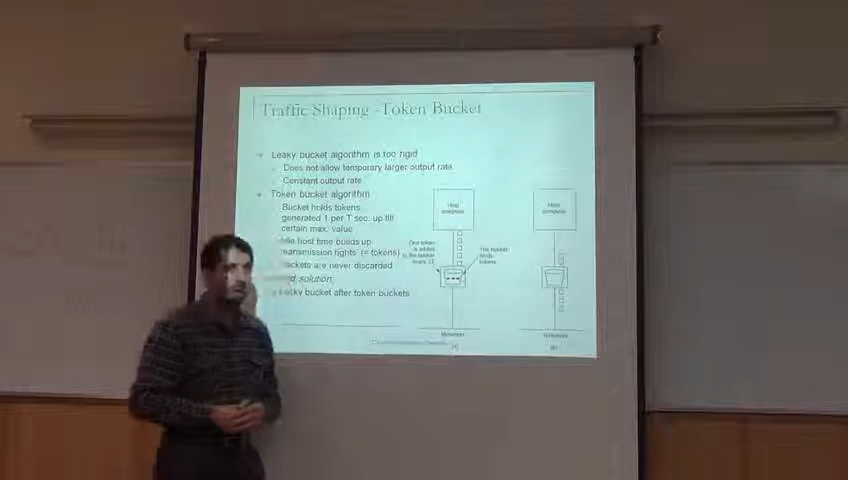 Traffic Shaping - Token Bucket
Leaky bucket algorithm is too rigid
Does not allow temporary larger output rate
Constant output rate
Token bucket algorithm
Bucket holds tokens
generated 1 per T sec. up till
certain max. value
Idle host time builds up
transmission rights' (= tokens)
Packets are never discarded
solution
Leaky bucket after token buckets
Host
computer
One token
is added
to the bucket
every ΔT
The bucket
holds
tokens
Networks
(a)
Host
computer
Networks
(b)